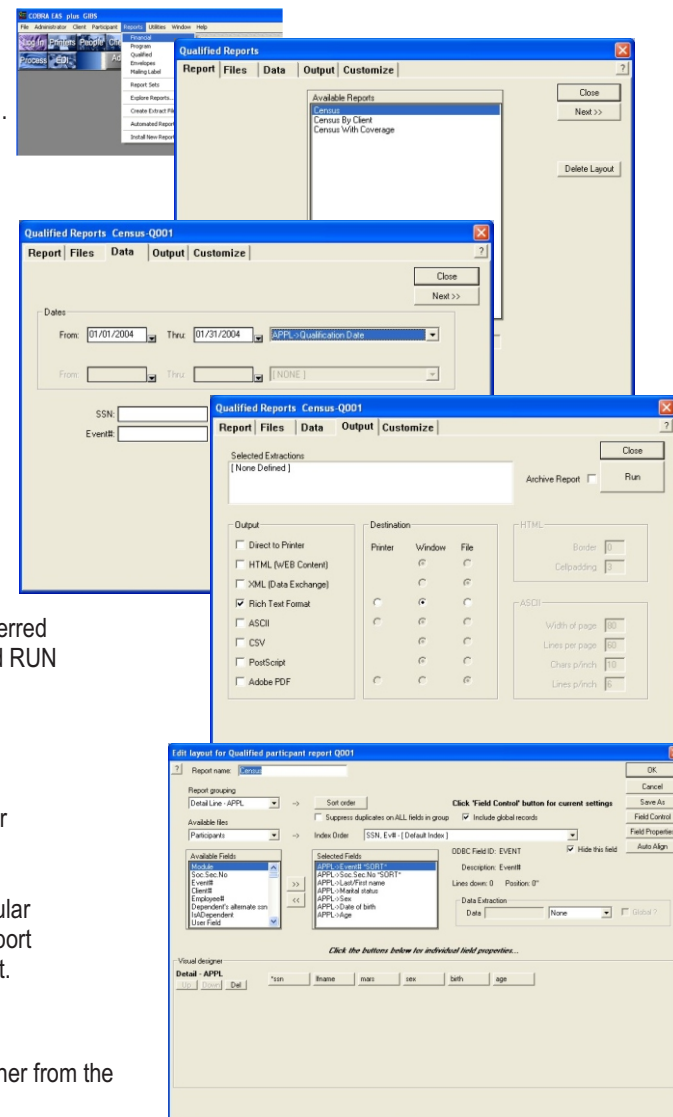 COBRA EAS plus GIBIS
File Administrator Client Participant Reports Utilities Window Help
Log In Printers People
Process EDI
Financial
Program
Qualified
Envelopes
Mailing Label
Report Sets
Explore Reports...
Create Extract
Automated Report
Install New Report
.
Qualified Reports
Report Files Data Output Customize ?
Available Reports
Census
Census By Client
Census With Coverage
Close
Next >>
Delete Layout
Qualified Reports Census-Q001
Report Files Data Output Customize ?
Close
Next >>
Dates
From: 01/01/2004 Thru: 01/31/2004 APPL->Qualification Date
From: Thru: [ NONE ]
SSN:
Event#:
Qualified Reports Census-Q001
Report Files Data Output Customize ?
Selected Extractions
[ None Defined ]
Archive Report
Close
Run
Output
Direct to Printer
HTML (WEB Content)
XML (Data Exchange)
Rich Text Format
ASCII
CSV
PostScript
Adobe PDF
Destination
Printer Window File
HTML
Border 0
Cellpadding 3
ASCII
Width of page 80
Lines per page 60
Chars p/inch 10
Lines p/inch 6
erred
RUN
Edit layout for Qualified particpant report Q001
? Report name: Census
Report grouping
Detail Line - APPL -> Sort order
Suppress duplicates on ALL fields in group
Click 'Field Control' button for current settings
Include global records
Available files
Participants -> Index Order SSN, Ev# - [ Default Index ]
OK
Cancel
Save As
Field Control
Field Properties
Auto Align
Available Fields
Module
Soc.Sec.No
Event#
Client#
Employee#
Dependent's alternate ssn
IsADependent
User Field
>>
<<
Selected Fields
APPL->Event# *SORT*
APPL->Soc.Sec.No *SORT*
APPL->Last/First name
APPL->Marital status
APPL->Sex
APPL->Date of birth
APPL->Age
ODBC Field ID: EVENT Hide this field
Description: Event#
Lines down: 0 Position: 0"
Data Extraction
Data None Global ?
Click the buttons below for individual field properties...
Visual designer
Detail - APPL
Up Down Del
*ssn lfname mars sex birth age
r
ular
port
t.
her from the